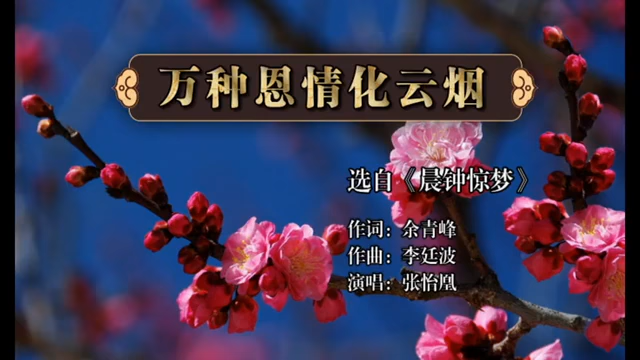 万种恩情化云烟
选自《晨钟惊梦》
作词：余青峰
作曲：李廷波
演唱：张怡凰